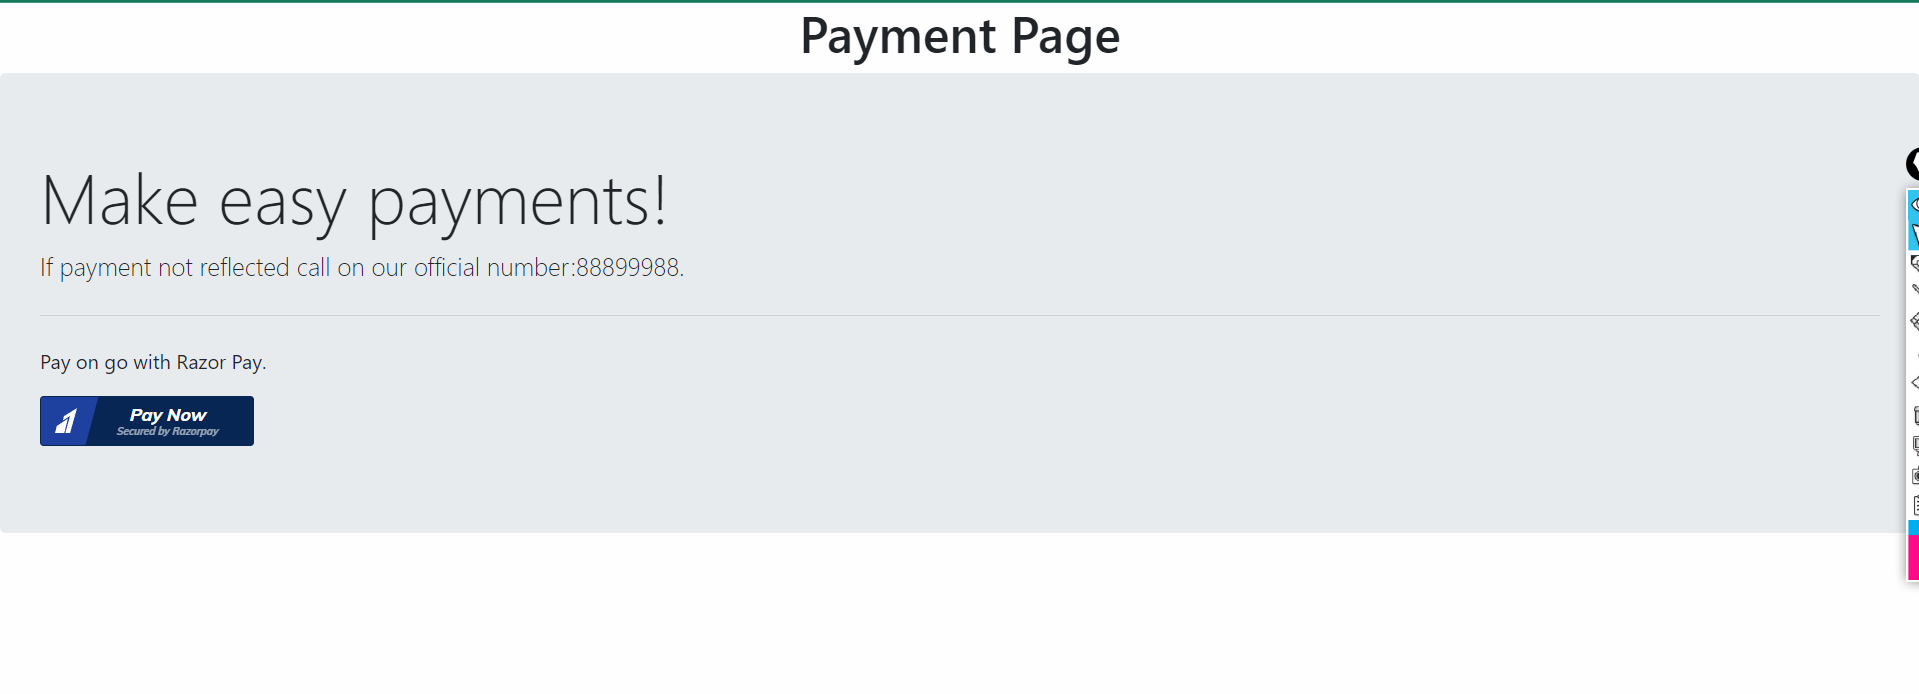 Payment Page
Make easy payments!
If payment not reflected call on our official number:88899988.
Pay on go with Razor Pay.
Pay Now
Secured by Razorpay